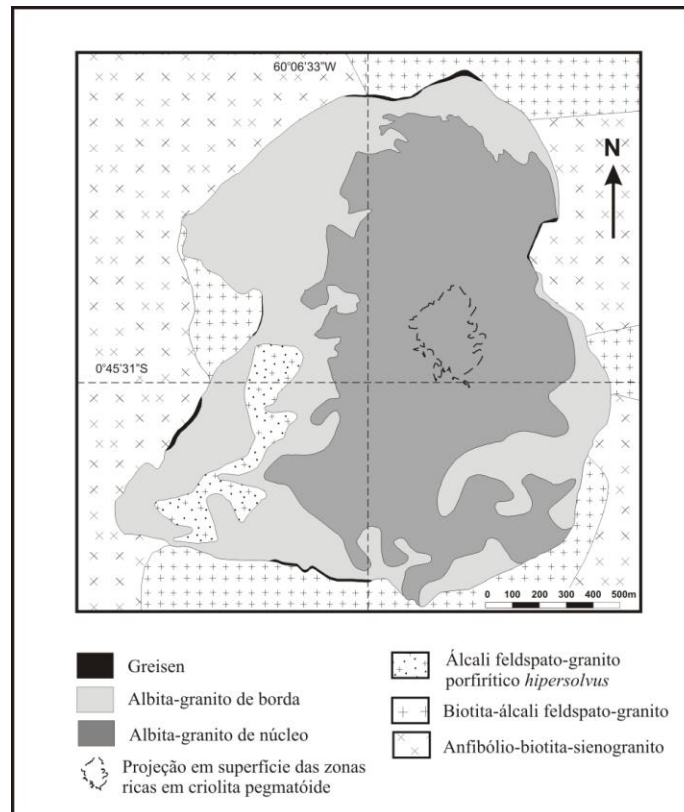 60°06'33"W
N
0°45'31"S
0 100 200 300 400 500m
Greisen
Albita-granito de borda
Albita-granito de núcleo
Projeção em superfície das zonas
ricas em criolita pegmatóide
Álcali feldspato-granito
porfirítico hipersolvus
Biotita-álcali feldspato-granito
Anfibólio-biotita-sienogranito